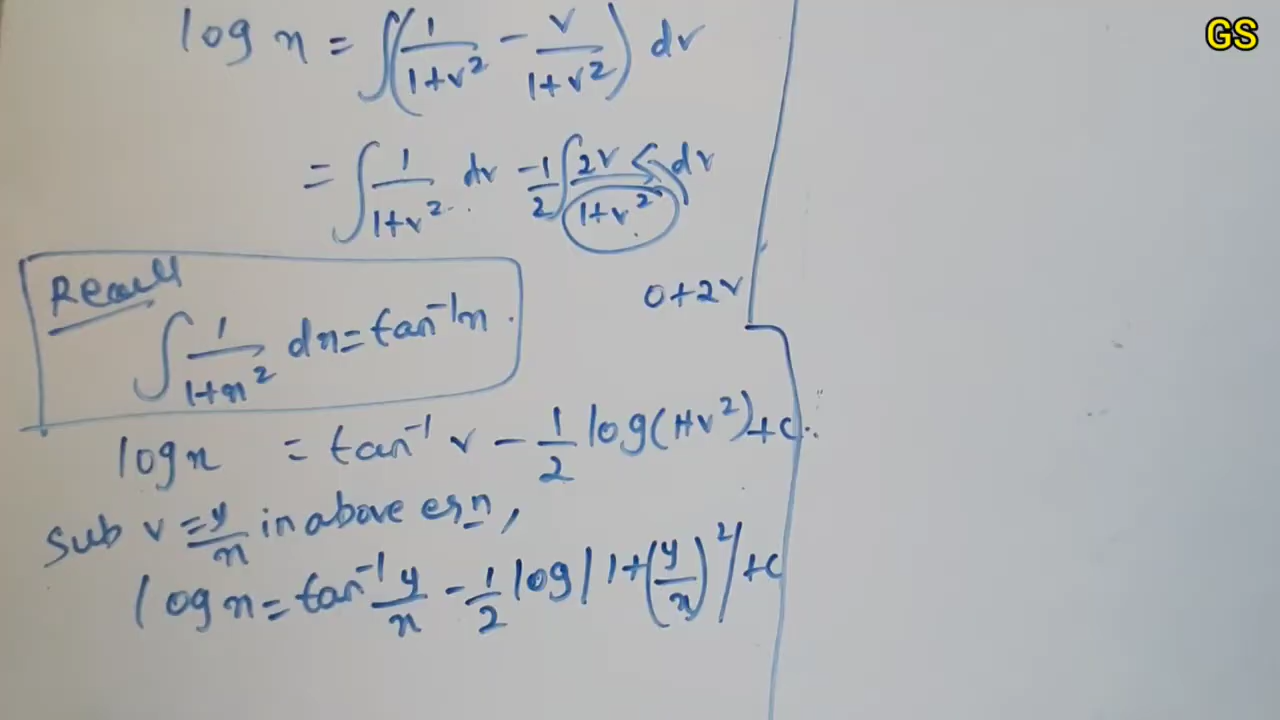 GS
log x = ∫(1/(1+v²) - v/(1+v²)) dv
= ∫ 1/(1+v²) dv - 1/2 ∫ 2v/(1+v²) dv
0+2v
Recall
∫ 1/(1+x²) dx = tan⁻¹x.
log x = tan⁻¹ v - 1/2 log(1+v²)+c
sub v = y/x in above eqn,
log x = tan⁻¹ y/x - 1/2 log|1+(y/x)²|+c